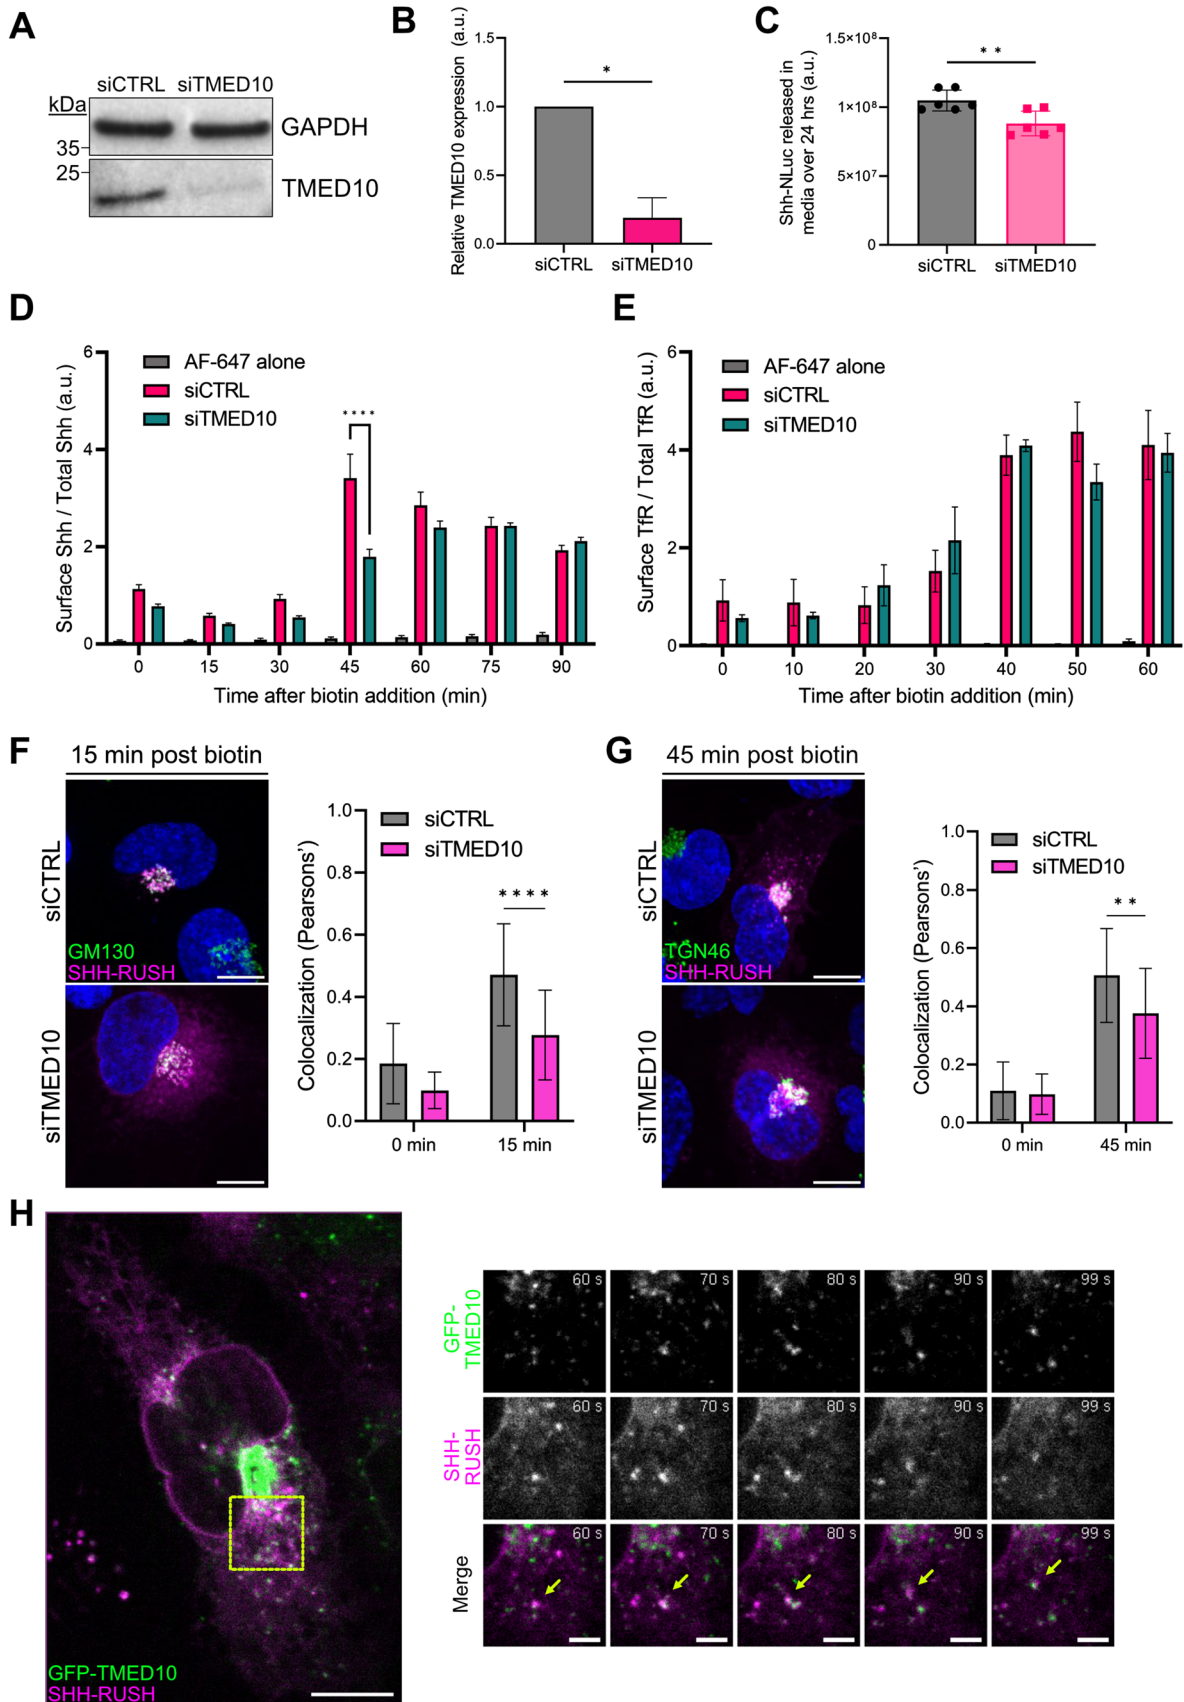 A
siCTRL siTMED10
kDa
GAPDH
35
25
TMED10
B
Relative TMED10 expression (a.u.)
1.5
1.0
0.5
0.0
*
siCTRL siTMED10
C
Shh-NLuc released in
media over 24 hrs (a.u.)
1.5×10⁸
1×10⁸
5×10⁷
0
**
siCTRL siTMED10
D
Surface Shh / Total Shh (a.u.)
6
4
2
0
AF-647 alone
siCTRL
siTMED10
****
0 15 30 45 60 75 90
Time after biotin addition (min)
E
Surface TfR / Total TfR (a.u.)
6
4
2
0
AF-647 alone
siCTRL
siTMED10
0 10 20 30 40 50 60
Time after biotin addition (min)
F
15 min post biotin
siCTRL
GM130
SHH-RUSH
siTMED10
Colocalization (Pearsons')
1.0
0.8
0.6
0.4
0.2
0.0
siCTRL
siTMED10
****
0 min 15 min
G
45 min post biotin
siCTRL
TGN46
SHH-RUSH
siTMED10
Colocalization (Pearsons')
1.0
0.8
0.6
0.4
0.2
0.0
siCTRL
siTMED10
**
0 min 45 min
H
GFP-TMED10
SHH-RUSH
GFP-
TMED10
60 s 70 s 80 s 90 s 99 s
SHH-
RUSH
60 s 70 s 80 s 90 s 99 s
Merge
60 s 70 s 80 s 90 s 99 s